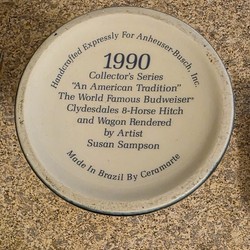 Handcrafted Expressly For Anheuser-Busch, Inc.
1990
Collector's Series
"An American Tradition"
The World Famous Budweiser
Clydesdales 8-Horse Hitch
and Wagon Rendered
by Artist
Susan Sampson
Made In Brazil By Ceramarte